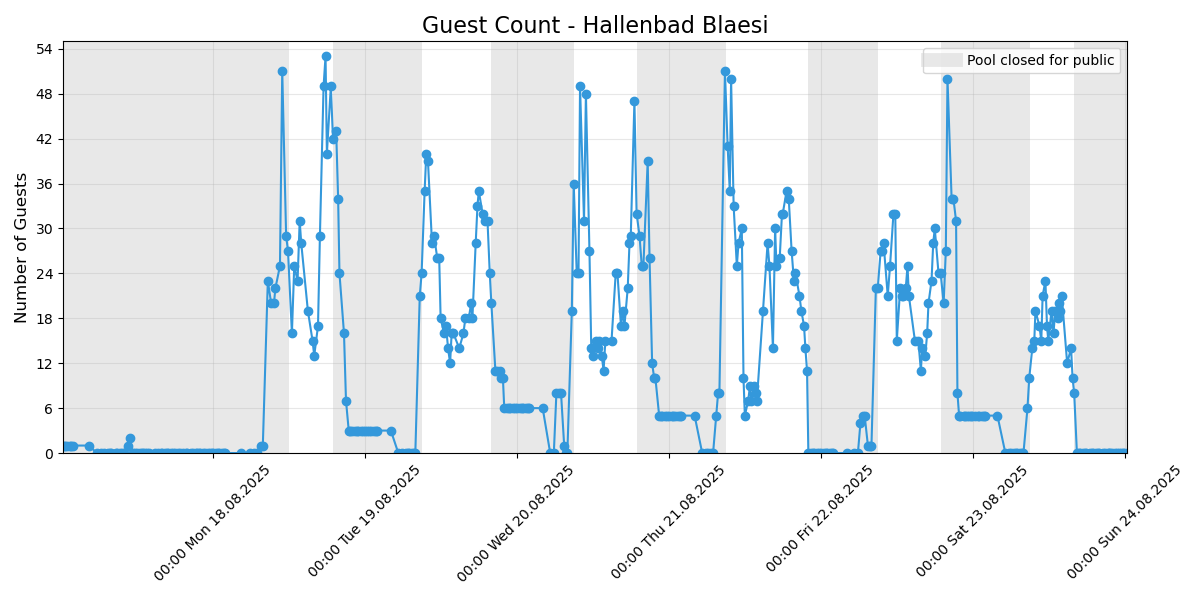 Guest Count - Hallenbad Blaesi
Pool closed for public
Number of Guests
54
48
42
36
30
24
18
12
6
0
00:00 Mon 18.08.2025
00:00 Tue 19.08.2025
00:00 Wed 20.08.2025
00:00 Thu 21.08.2025
00:00 Fri 22.08.2025
00:00 Sat 23.08.2025
00:00 Sun 24.08.2025